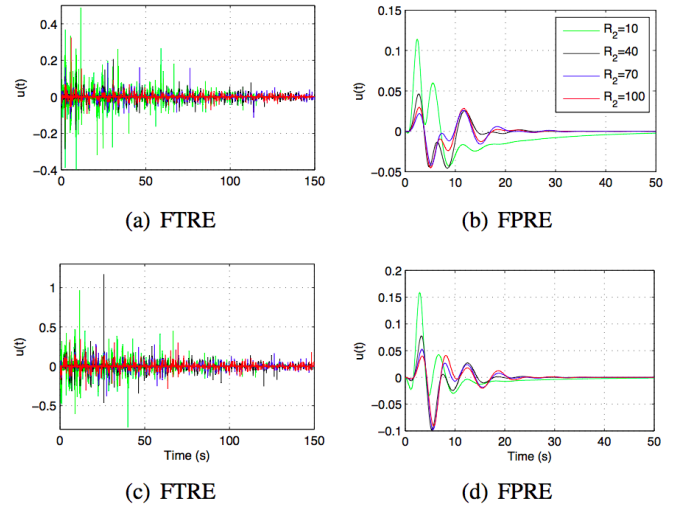 0.4
0.2
0
−0.2
−0.4
u(t)
0 50 100 150
(a) FTRE
0.15
0.1
0.05
0
−0.05
u(t)
0 10 20 30 40 50
R2=10
R2=40
R2=70
R2=100
(b) FPRE
1
0.5
0
−0.5
u(t)
0 50 100 150
Time (s)
(c) FTRE
0.2
0.15
0.1
0.05
0
−0.05
−0.1
u(t)
0 10 20 30 40 50
Time (s)
(d) FPRE